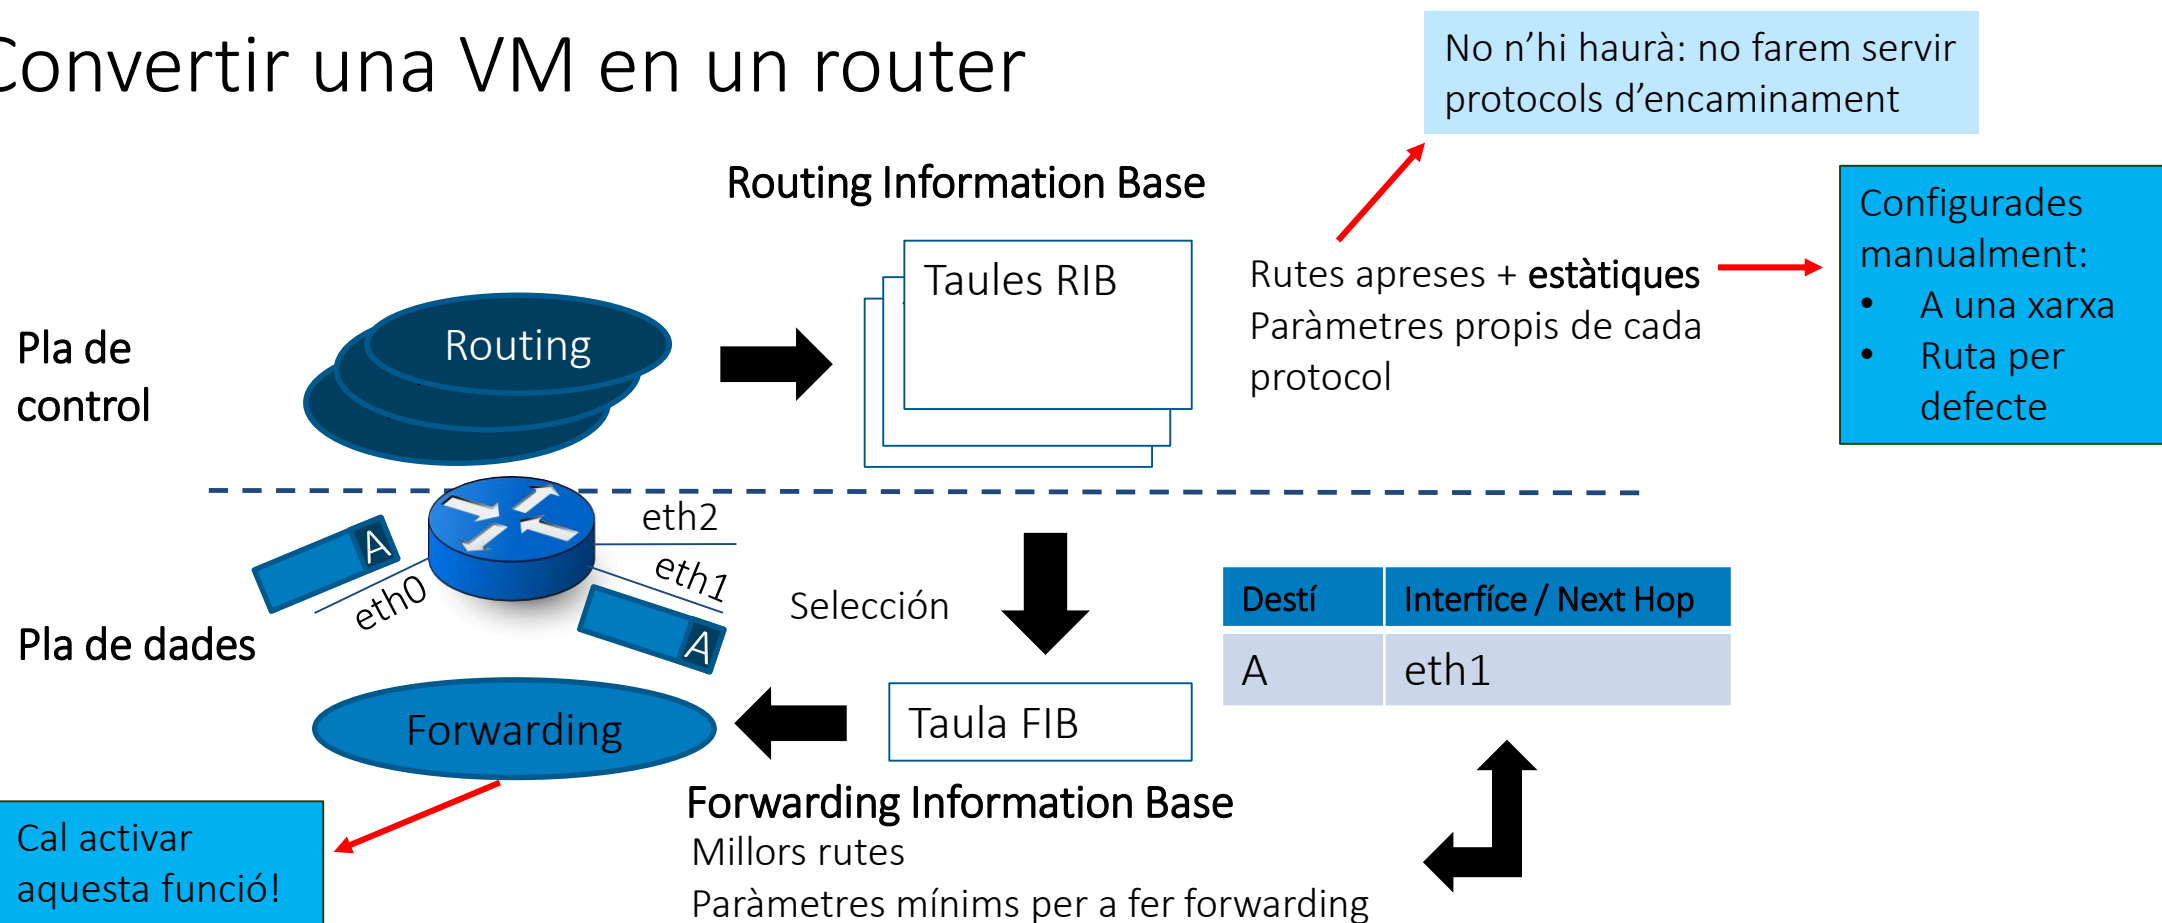 Convertir una VM en un router
No n’hi haurà: no farem servir
protocols d’encaminament
Routing Information Base
Configurades
manualment:
• A una xarxa
• Ruta per
defecte
Taules RIB
Rutes apreses + estàtiques
Paràmetres propis de cada
protocol
Routing
Pla de
control
eth2
A
eth1
eth0
A
Selección
Destí Interfície / Next Hop
A eth1
Pla de dades
Forwarding
Taula FIB
Forwarding Information Base
Millors rutes
Paràmetres mínims per a fer forwarding
Cal activar
aquesta funció!